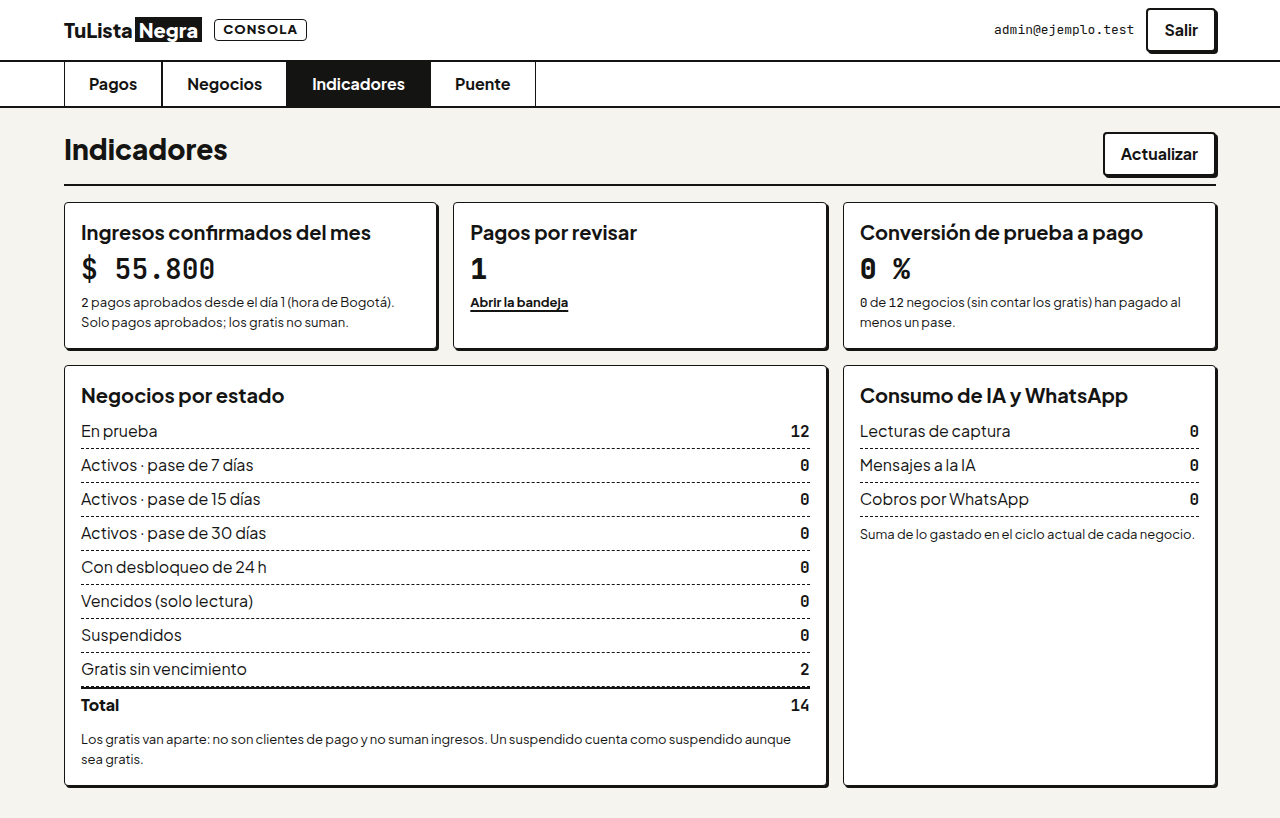 TuLista Negra CONSOLA
admin@ejemplo.test
Salir
Pagos
Negocios
Indicadores
Puente
Indicadores
Actualizar
Ingresos confirmados del mes
$ 55.800
2 pagos aprobados desde el día 1 (hora de Bogotá).
Solo pagos aprobados; los gratis no suman.
Pagos por revisar
1
Abrir la bandeja
Conversión de prueba a pago
0 %
0 de 12 negocios (sin contar los gratis) han pagado al
menos un pase.
Negocios por estado
En prueba 12
Activos · pase de 7 días 0
Activos · pase de 15 días 0
Activos · pase de 30 días 0
Con desbloqueo de 24 h 0
Vencidos (solo lectura) 0
Suspendidos 0
Gratis sin vencimiento 2
Total 14
Los gratis van aparte: no son clientes de pago y no suman ingresos. Un suspendido cuenta como suspendido aunque
sea gratis.
Consumo de IA y WhatsApp
Lecturas de captura 0
Mensajes a la IA 0
Cobros por WhatsApp 0
Suma de lo gastado en el ciclo actual de cada negocio.